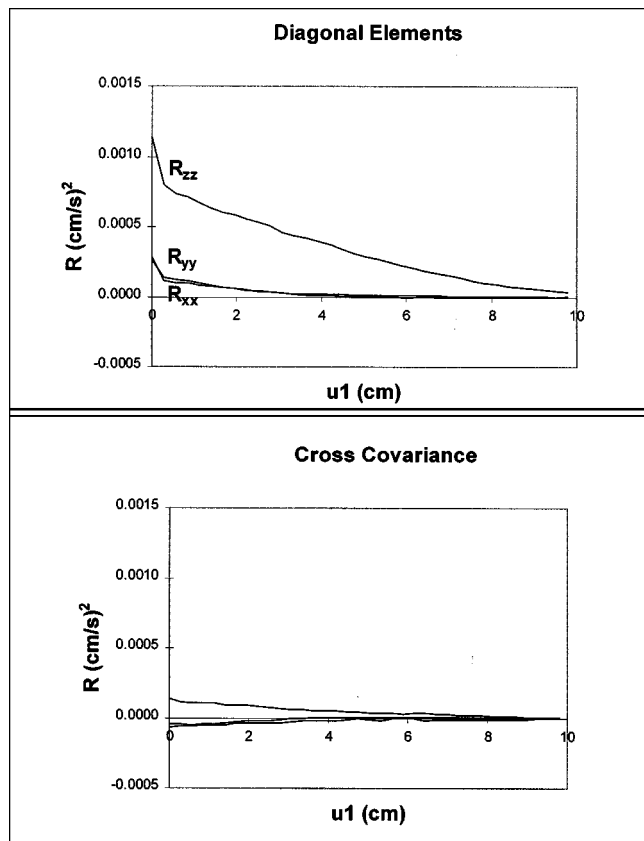 Diagonal Elements
0.0015
0.0010
0.0005
0.0000
-0.0005
R (cm/s)²
R_zz
R_yy
R_xx
0 2 4 6 8 10
u1 (cm)
Cross Covariance
0.0015
0.0010
0.0005
0.0000
-0.0005
R (cm/s)²
0 2 4 6 8 10
u1 (cm)